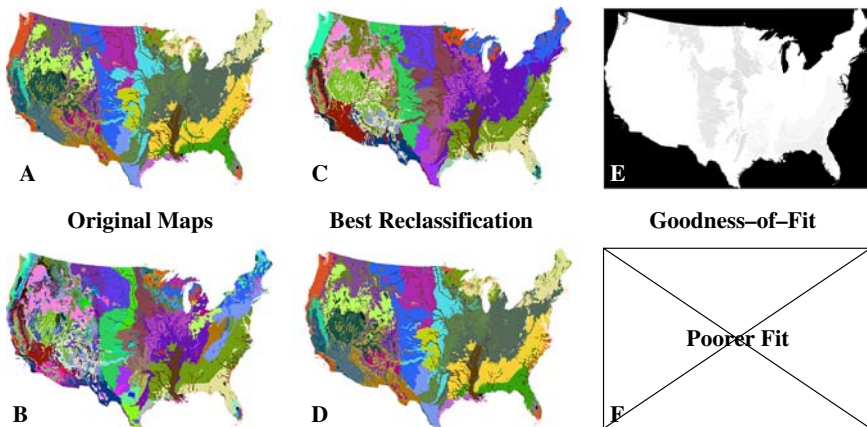 A
C
E
Original Maps
Best Reclassification
Goodness–of–Fit
Poorer Fit
B
D
F